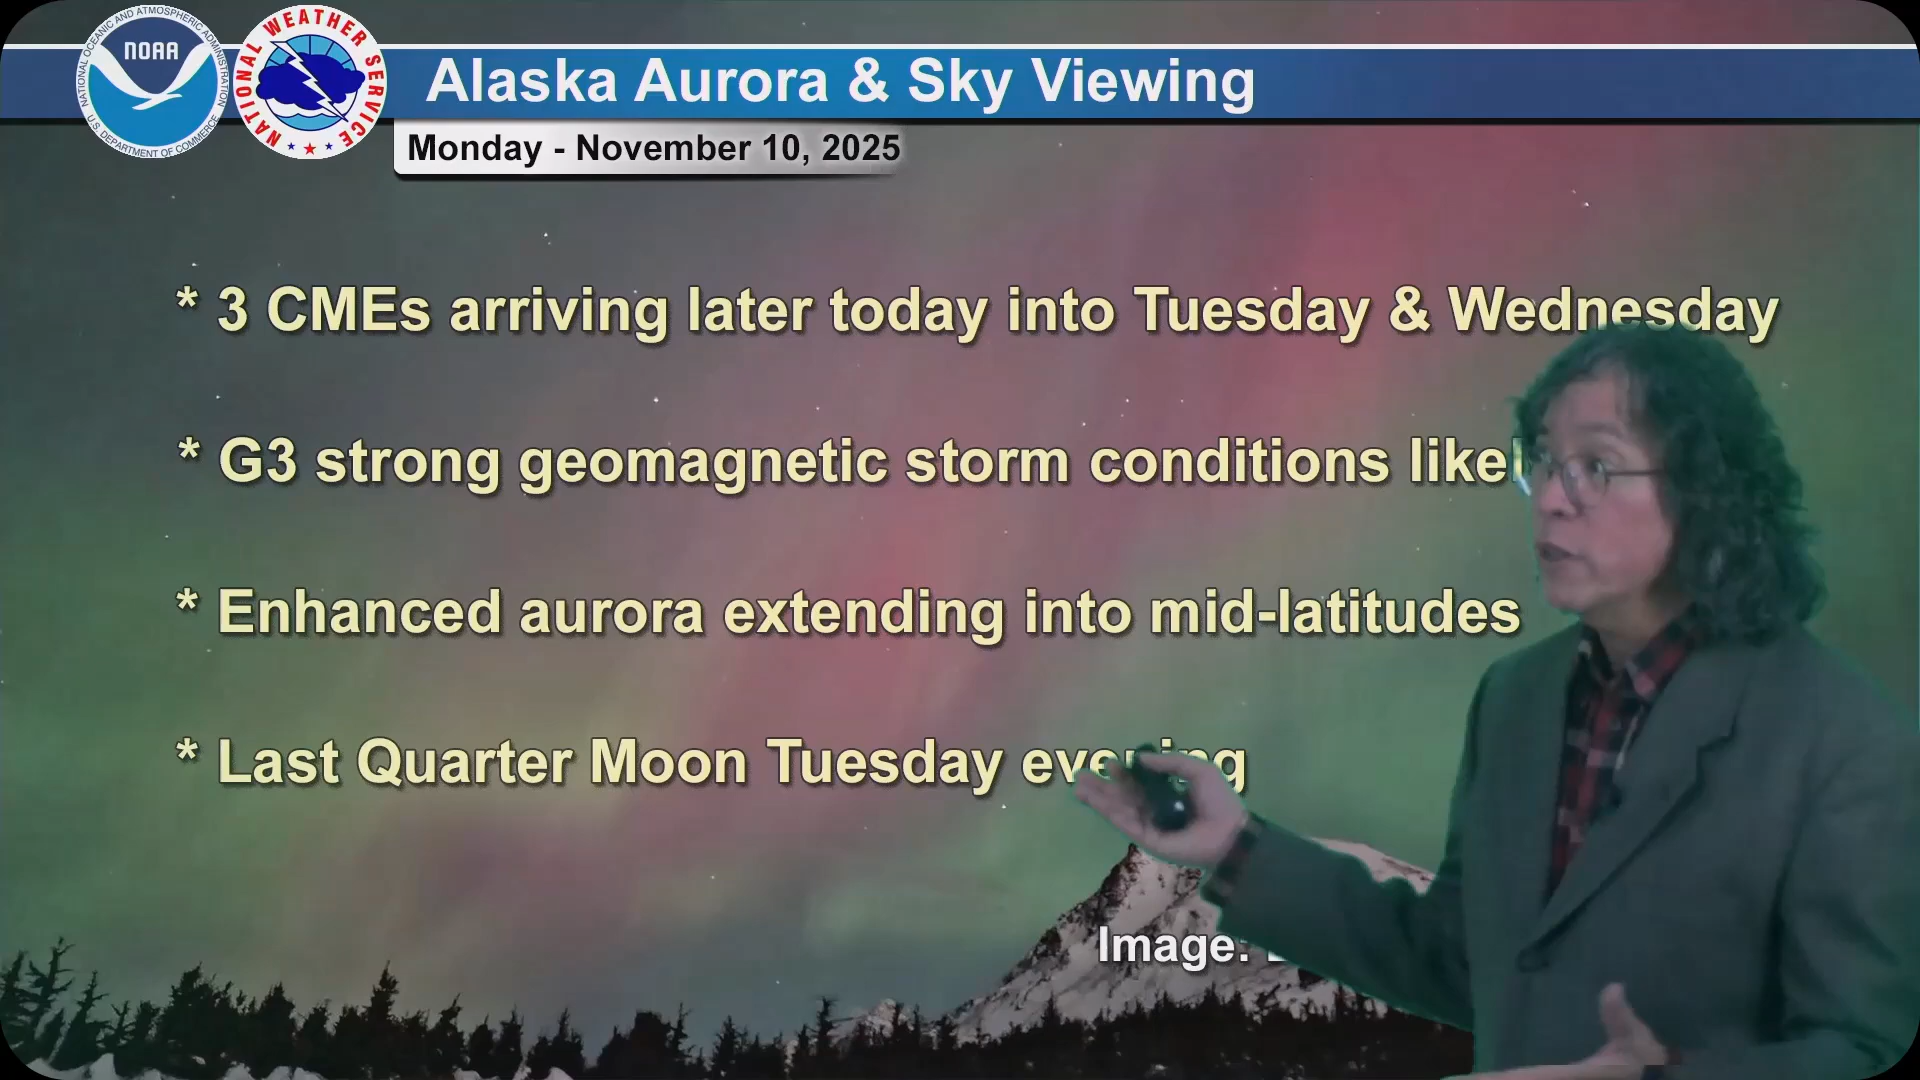 NATIONAL OCEANIC AND ATMOSPHERIC ADMINISTRATION
NOAA
U.S. DEPARTMENT OF COMMERCE
NATIONAL WEATHER SERVICE
Alaska Aurora & Sky Viewing
Monday - November 10, 2025
* 3 CMEs arriving later today into Tuesday & Wednesday
* G3 strong geomagnetic storm conditions
* Enhanced aurora extending into mid-latitudes
* Last Quarter Moon Tuesday evening
Image: